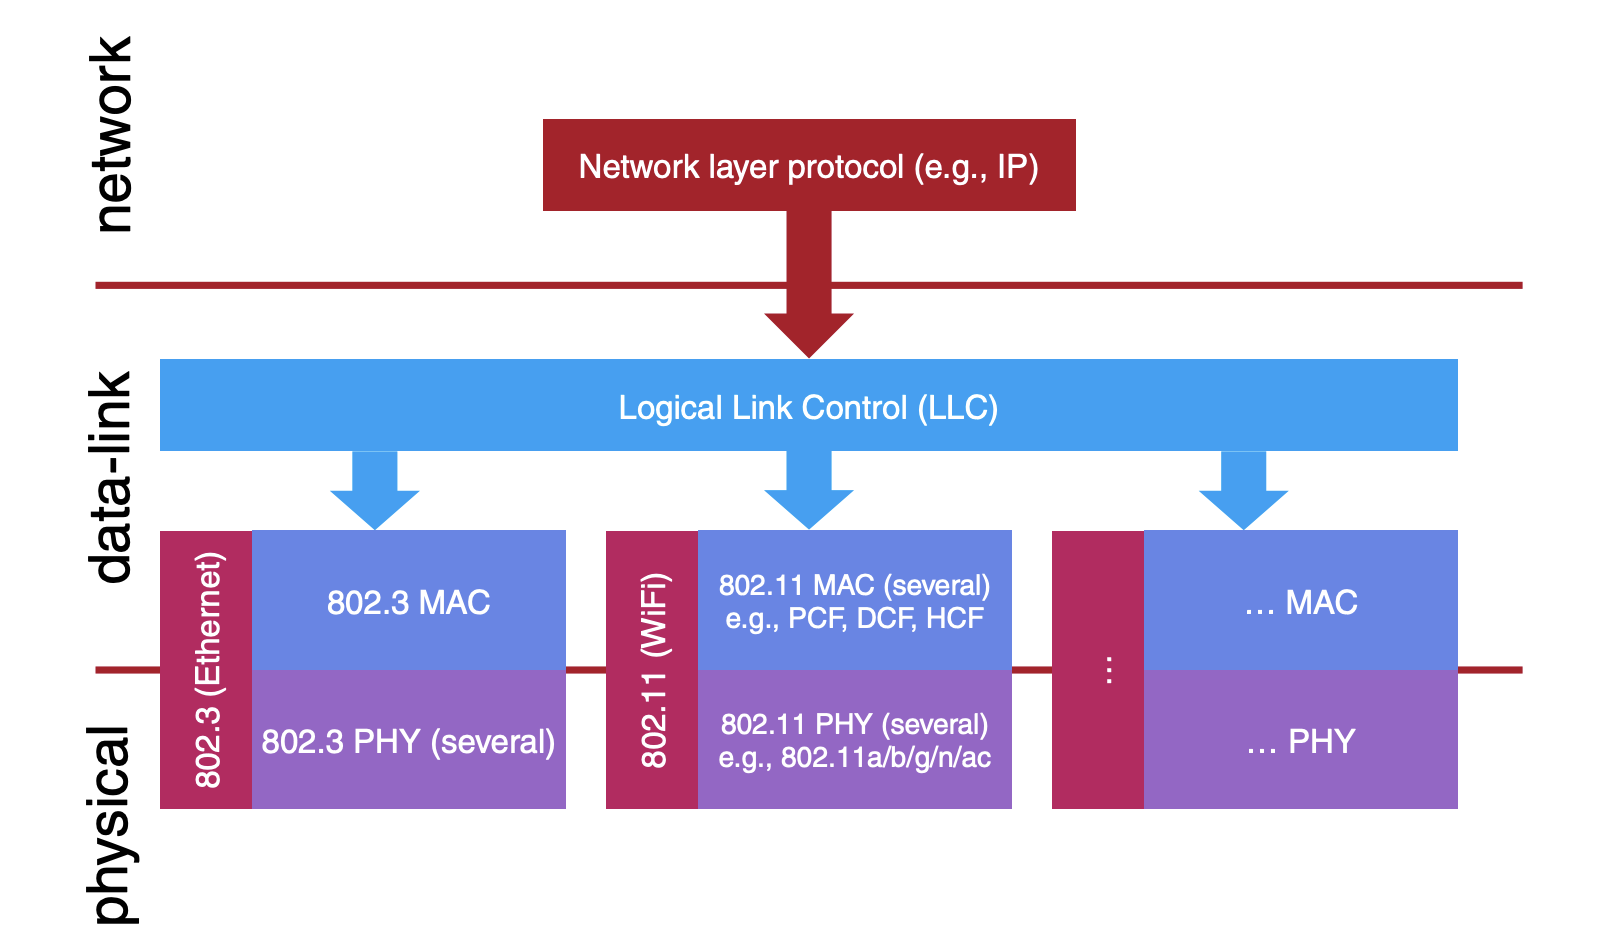 network
Network layer protocol (e.g., IP)
data-link
Logical Link Control (LLC)
802.3 (Ethernet)
802.3 MAC
802.3 PHY (several)
802.11 (WiFi)
802.11 MAC (several)
e.g., PCF, DCF, HCF
802.11 PHY (several)
e.g., 802.11a/b/g/n/ac
...
... MAC
... PHY
physical